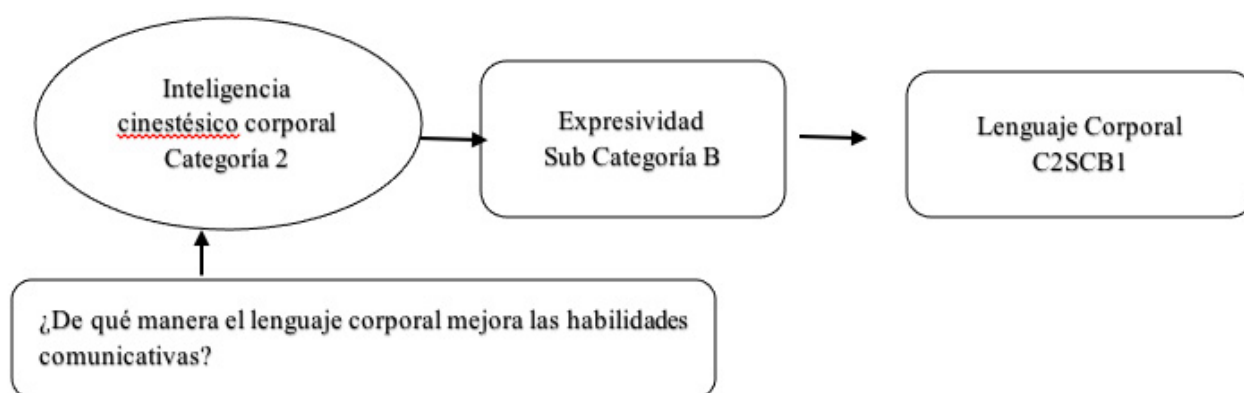 Inteligencia
cinestésico corporal
Categoría 2
Expresividad
Sub Categoría B
Lenguaje Corporal
C2SCB1
¿De qué manera el lenguaje corporal mejora las habilidades
comunicativas?